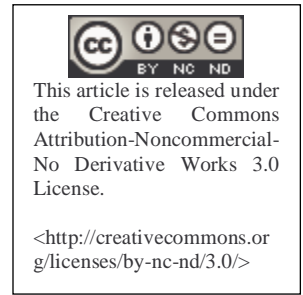 cc
BY NC ND
This article is released under
the Creative Commons
Attribution-Noncommercial-
No Derivative Works 3.0
License.
<http://creativecommons.or
g/licenses/by-nc-nd/3.0/>